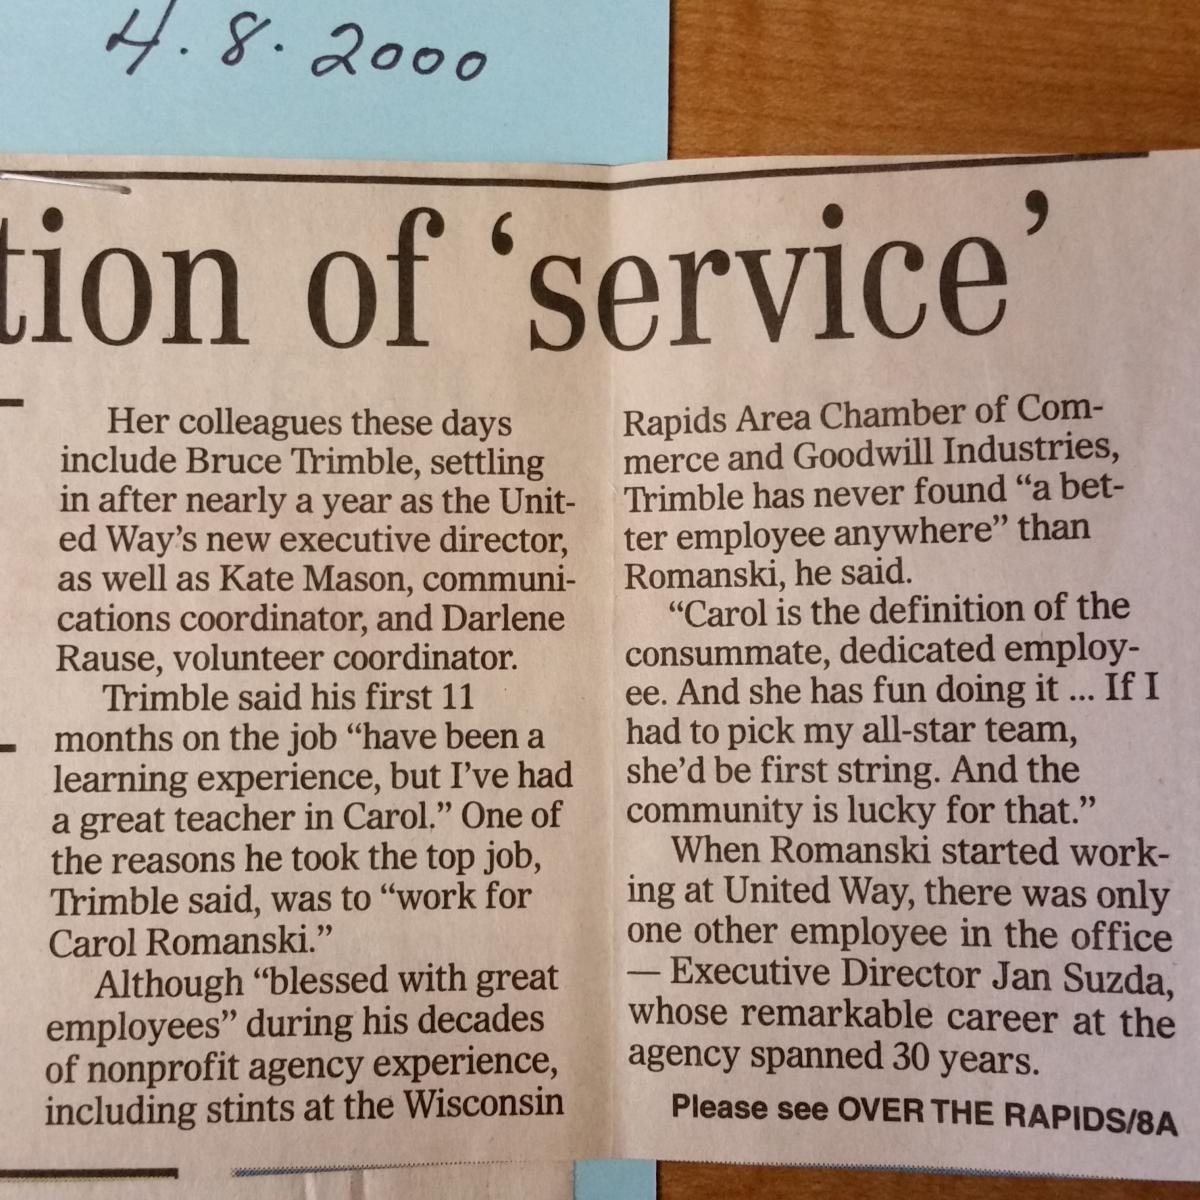 4.8.2000
tion of ‘service’
Her colleagues these days
include Bruce Trimble, settling
in after nearly a year as the Unit-
ed Way’s new executive director,
as well as Kate Mason, communi-
cations coordinator, and Darlene
Rause, volunteer coordinator.
Trimble said his first 11
months on the job “have been a
learning experience, but I’ve had
a great teacher in Carol.” One of
the reasons he took the top job,
Trimble said, was to “work for
Carol Romanski.”
Although “blessed with great
employees” during his decades
of nonprofit agency experience,
including stints at the Wisconsin
Rapids Area Chamber of Com-
merce and Goodwill Industries,
Trimble has never found “a bet-
ter employee anywhere” than
Romanski, he said.
“Carol is the definition of the
consummate, dedicated employ-
ee. And she has fun doing it ... If I
had to pick my all-star team,
she’d be first string. And the
community is lucky for that.”
When Romanski started work-
ing at United Way, there was only
one other employee in the office
— Executive Director Jan Suzda,
whose remarkable career at the
agency spanned 30 years.
Please see OVER THE RAPIDS/8A